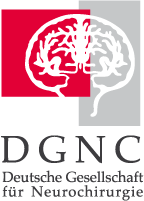 DGNC
Deutsche Gesellschaft
für Neurochirurgie